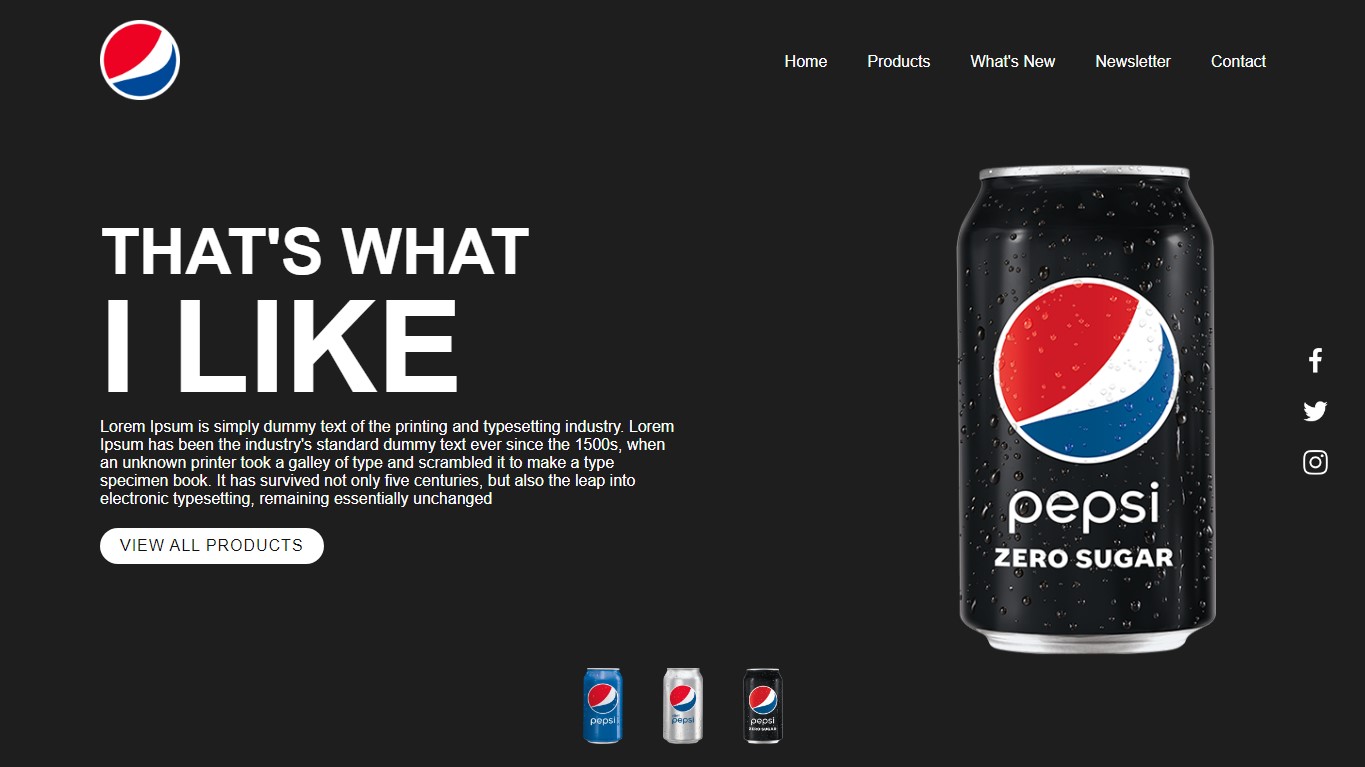 Home Products What's New Newsletter Contact
THAT'S WHAT
I LIKE
Lorem Ipsum is simply dummy text of the printing and typesetting industry. Lorem
Ipsum has been the industry's standard dummy text ever since the 1500s, when
an unknown printer took a galley of type and scrambled it to make a type
specimen book. It has survived not only five centuries, but also the leap into
electronic typesetting, remaining essentially unchanged
VIEW ALL PRODUCTS
pepsi
ZERO SUGAR
pepsi
pepsi
pepsi
ZERO SUGAR